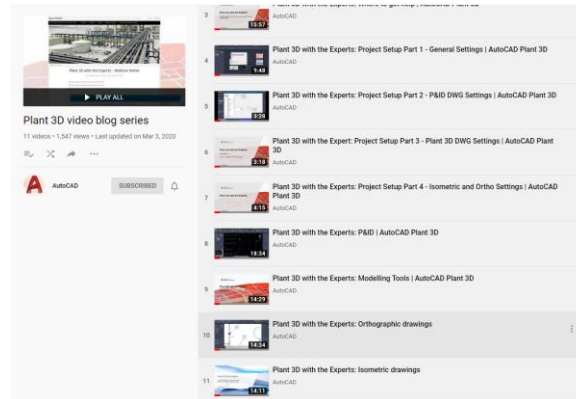 Plant 3D with the Experts - Webinar Series
PLAY ALL
Plant 3D video blog series
11 videos • 1,547 views • Last updated on Mar 3, 2020
AutoCAD
SUBSCRIBED
3
13:57
AutoCAD
4
9:48
Plant 3D with the Experts: Project Setup Part 1 - General Settings | AutoCAD Plant 3D
AutoCAD
5
3:28
Plant 3D with the Experts: Project Setup Part 2 - P&ID DWG Settings | AutoCAD Plant 3D
AutoCAD
6
3:18
Plant 3D with the Expert: Project Setup Part 3 - Plant 3D DWG Settings | AutoCAD Plant
3D
AutoCAD
7
4:15
Plant 3D with the Experts: Project Setup Part 4 - Isometric and Ortho Settings | AutoCAD
Plant 3D
AutoCAD
8
18:34
Plant 3D with the Experts: P&ID | AutoCAD Plant 3D
AutoCAD
9
14:29
Plant 3D with the Experts: Modelling Tools | AutoCAD Plant 3D
AutoCAD
10
14:34
Plant 3D with the Experts: Orthographic drawings
AutoCAD
11
14:11
Plant 3D with the Experts: Isometric drawings
AutoCAD